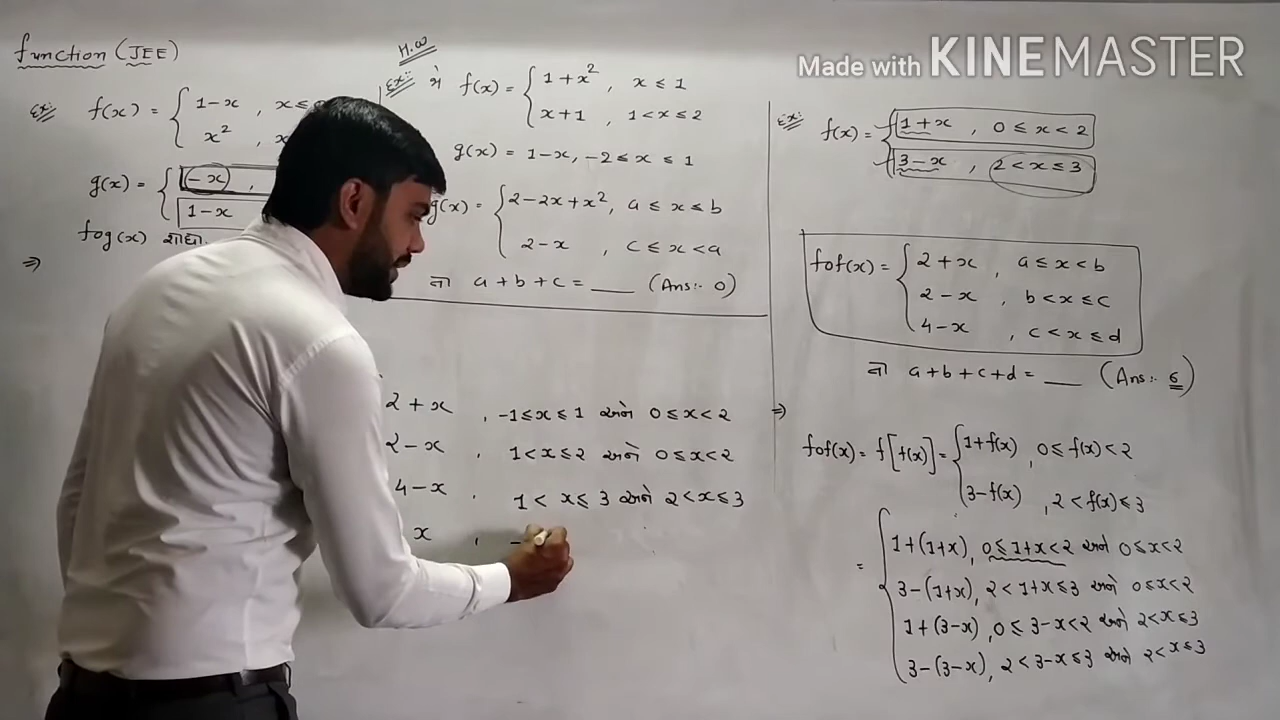 Made with KINEMASTER
function (JEE)
Ex:- f(x) = { 1-x , x ≤
x² , x
g(x) = { -x ,
1-x
fog(x) શોધો.
⇒
H.W
Ex:- જો f(x) = { 1+x² , x ≤ 1
x+1 , 1 < x ≤ 2
g(x) = 1-x, -2 ≤ x ≤ 1
g(x) = { 2-2x+x², a ≤ x ≤ b
2-x , c ≤ x < a
તો a+b+c = ___ (Ans:- 0)
2+x , -1 ≤ x ≤ 1 અને 0 ≤ x < 2
2-x , 1 < x ≤ 2 અને 0 ≤ x < 2
4-x , 1 < x ≤ 3 અને 2 < x ≤ 3
x , -
Ex:- f(x) = { 1+x , 0 ≤ x < 2
3-x , 2 < x ≤ 3
fof(x) = { 2+x , a ≤ x < b
2-x , b < x ≤ c
4-x , c < x ≤ d
તો a+b+c+d = ___ (Ans:- 6)
⇒
fof(x) = f[f(x)] = { 1+f(x) , 0 ≤ f(x) < 2
3-f(x) , 2 < f(x) ≤ 3
= { 1+(1+x), 0 ≤ 1+x < 2 અને 0 ≤ x < 2
3-(1+x), 2 < 1+x ≤ 3 અને 0 ≤ x < 2
1+(3-x), 0 ≤ 3-x < 2 અને 2 < x ≤ 3
3-(3-x), 2 < 3-x ≤ 3 અને 2 < x ≤ 3